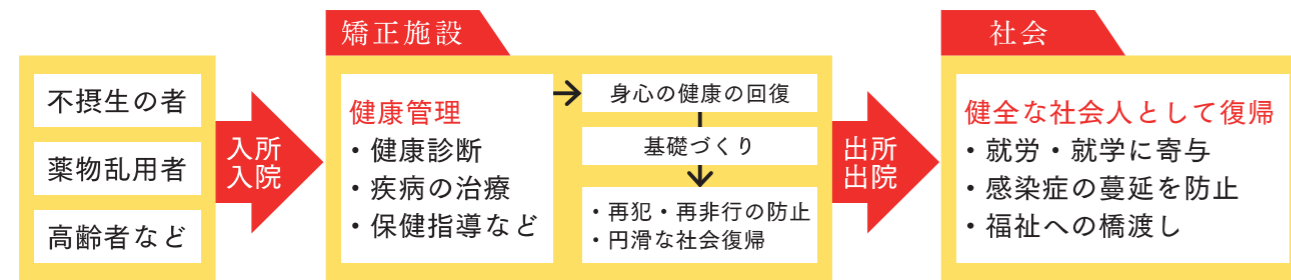 不摂生の者
薬物乱用者
高齢者など
入所
入院
矯正施設
健康管理
・健康診断
・疾病の治療
・保健指導など
身心の健康の回復
基礎づくり
・再犯・再非行の防止
・円滑な社会復帰
出所
出院
社会
健全な社会人として復帰
・就労・就学に寄与
・感染症の蔓延を防止
・福祉への橋渡し